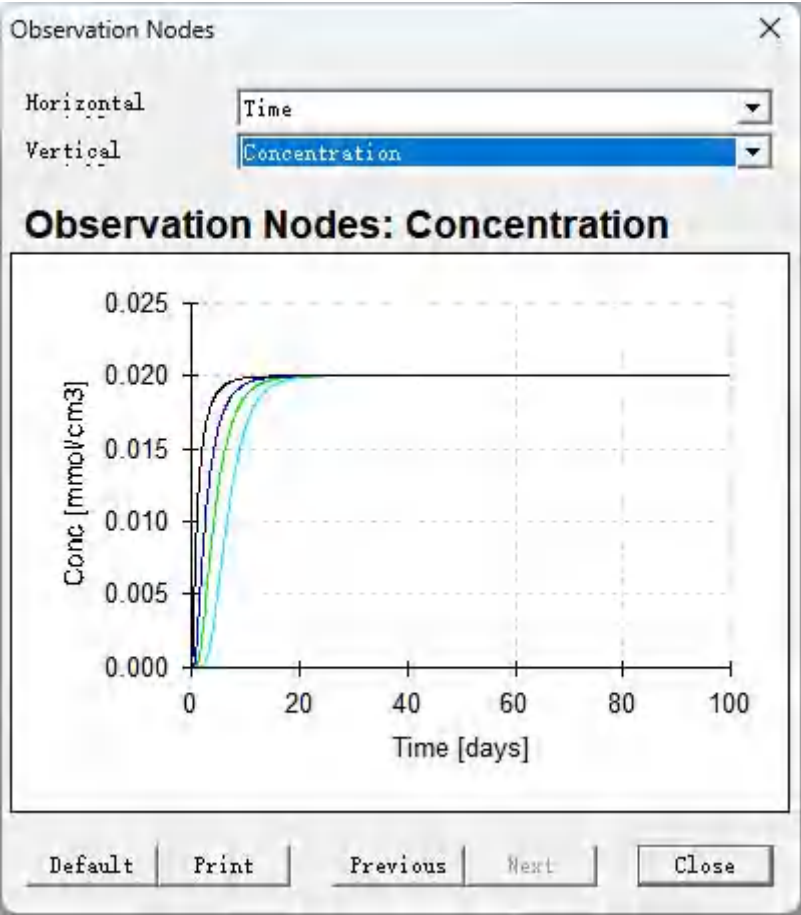 Observation Nodes
Horizontal Time
Vertical Concentration
Observation Nodes: Concentration
0.025
0.020
0.015
0.010
0.005
0.000
Conc [mmol/cm3]
0 20 40 60 80 100
Time [days]
Default Print Previous Next Close